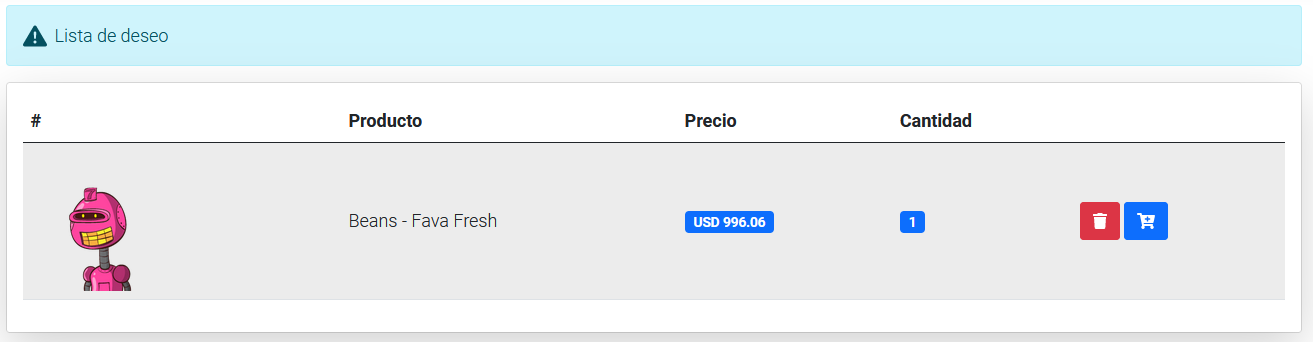 Lista de deseo
# Producto Precio Cantidad
Beans - Fava Fresh USD 996.06 1